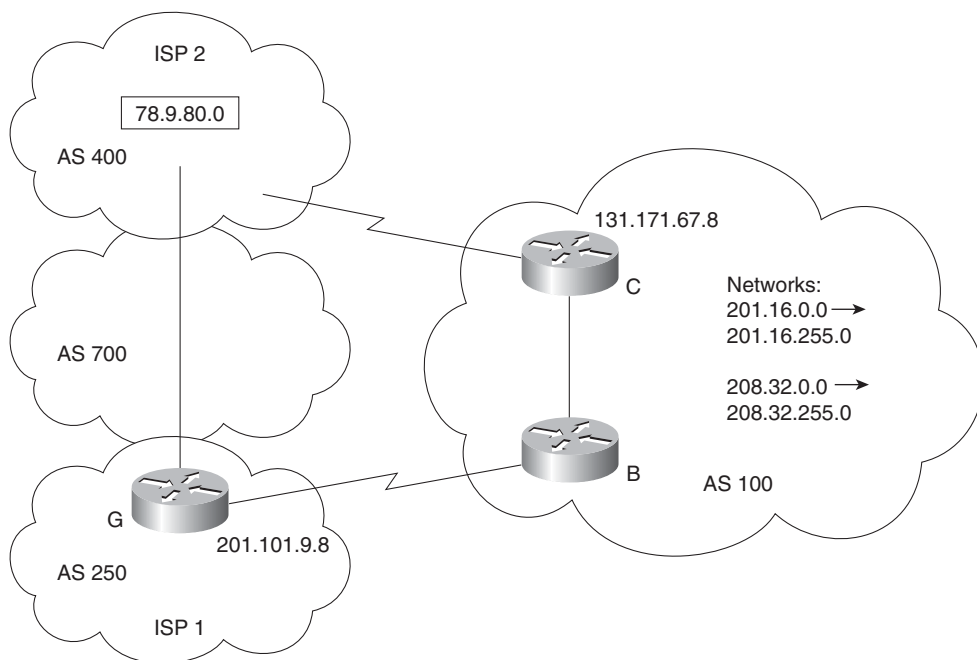 ISP 2
78.9.80.0
AS 400
131.171.67.8
C
Networks:
201.16.0.0
201.16.255.0
208.32.0.0
208.32.255.0
AS 700
B
AS 100
G
201.101.9.8
AS 250
ISP 1